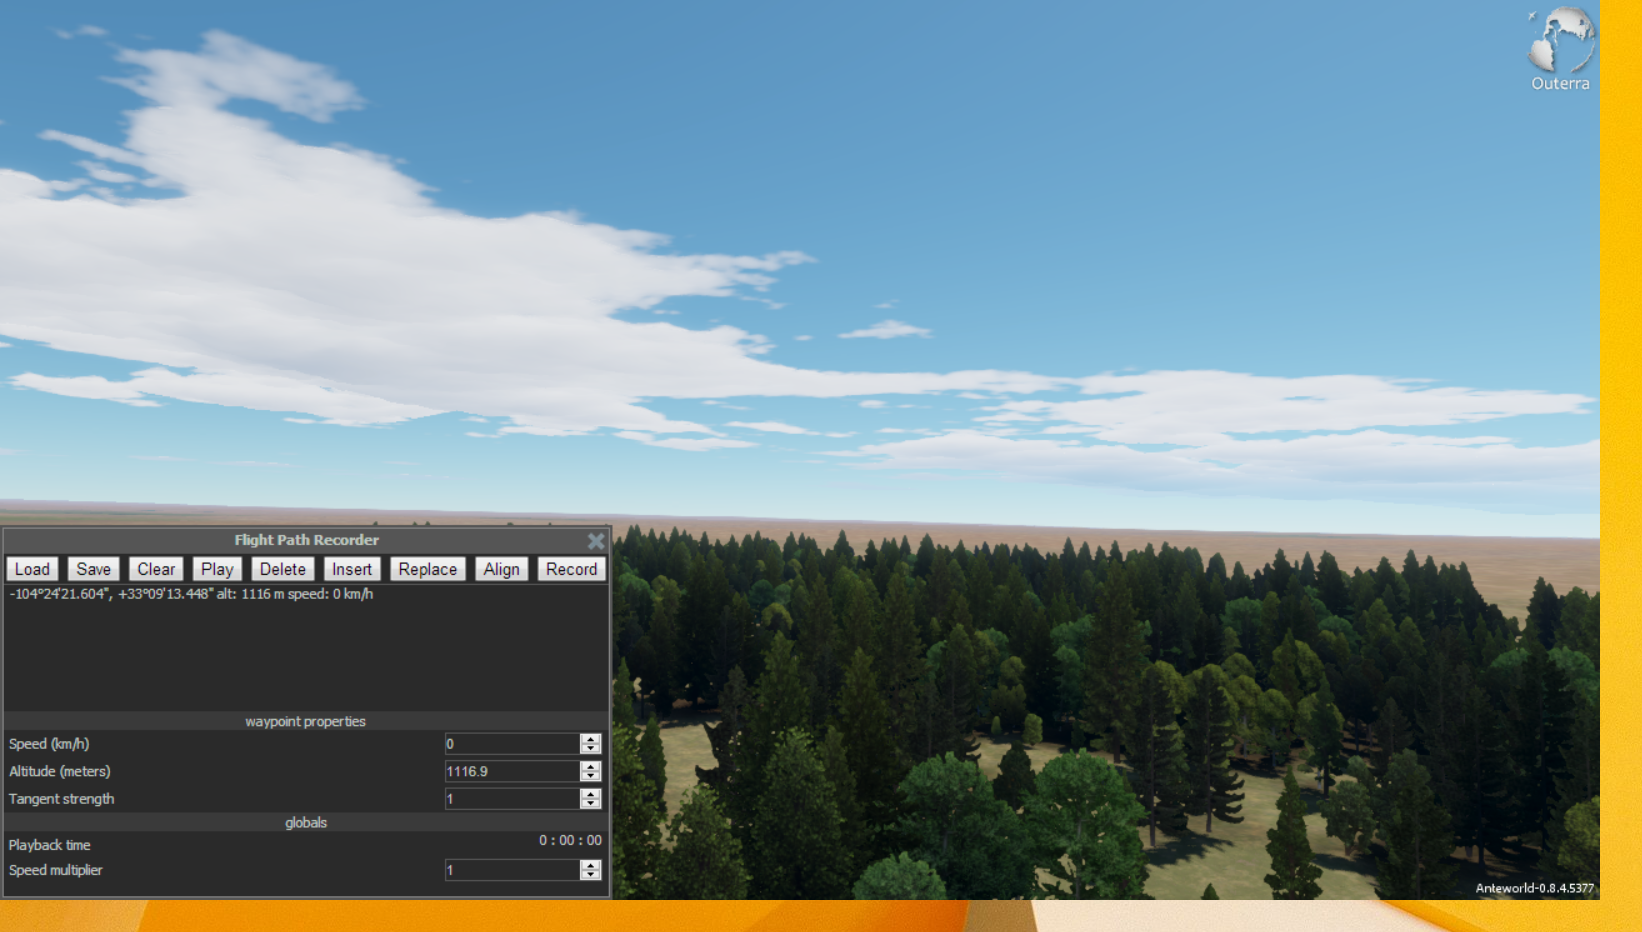 Outerra
Flight Path Recorder
Load Save Clear Play Delete Insert Replace Align Record
-104°24'21.604", +33°09'13.448" alt: 1116 m speed: 0 km/h
waypoint properties
Speed (km/h) 0
Altitude (meters) 1116.9
Tangent strength 1
globals
Playback time 0 : 00 : 00
Speed multiplier 1
Anteworld-0.8.4.5377